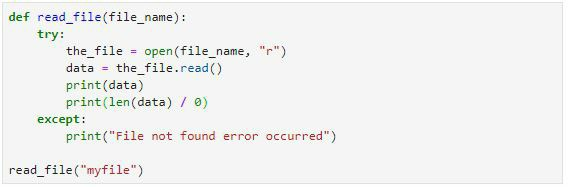 def read_file(file_name):
    try:
        the_file = open(file_name, "r")
        data = the_file.read()
        print(data)
        print(len(data) / 0)
    except:
        print("File not found error occurred")
read_file("myfile")